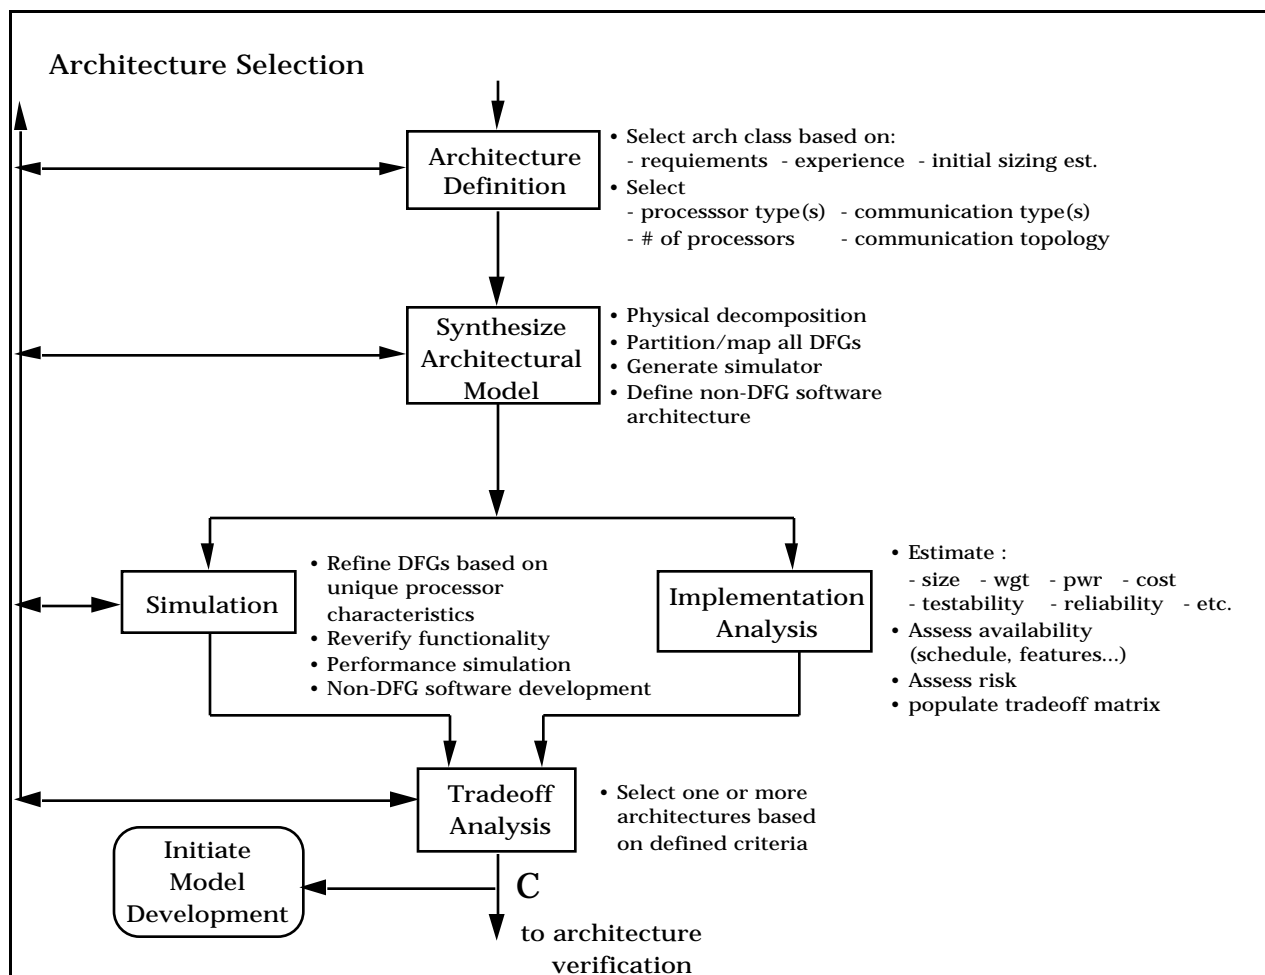 Architecture Selection
Architecture
Definition
• Select arch class based on:
- requiements - experience - initial sizing est.
• Select
- processsor type(s) - communication type(s)
- # of processors - communication topology
Synthesize
Architectural
Model
• Physical decomposition
• Partition/map all DFGs
• Generate simulator
• Define non-DFG software
architecture
Simulation
• Refine DFGs based on
unique processor
characteristics
• Reverify functionality
• Performance simulation
• Non-DFG software development
Implementation
Analysis
• Estimate :
- size - wgt - pwr - cost
- testability - reliability - etc.
• Assess availability
(schedule, features...)
• Assess risk
• populate tradeoff matrix
Tradeoff
Analysis
• Select one or more
architectures based
on defined criteria
Initiate
Model
Development
C
to architecture
verification